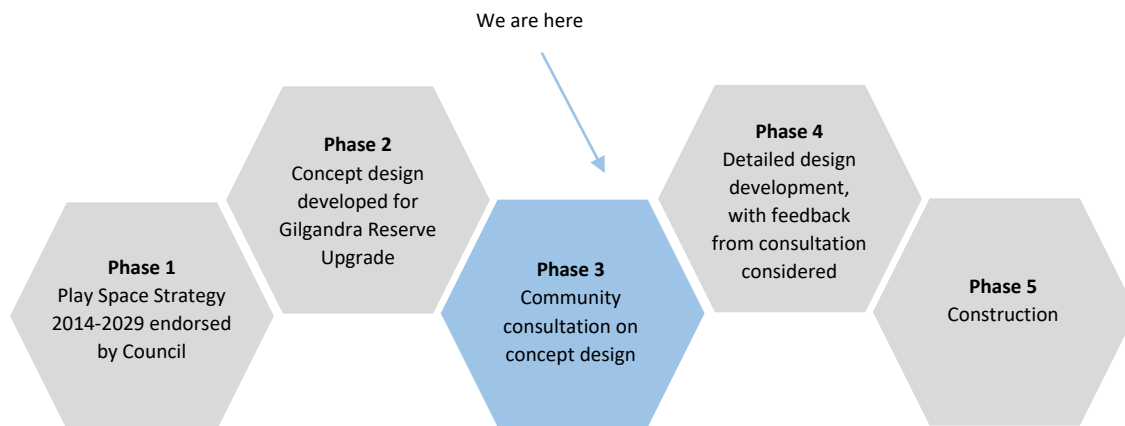 We are here
Phase 1
Play Space Strategy
2014-2029 endorsed
by Council
Phase 2
Concept design
developed for
Gilgandra Reserve
Upgrade
Phase 3
Community
consultation on
concept design
Phase 4
Detailed design
development,
with feedback
from consultation
considered
Phase 5
Construction